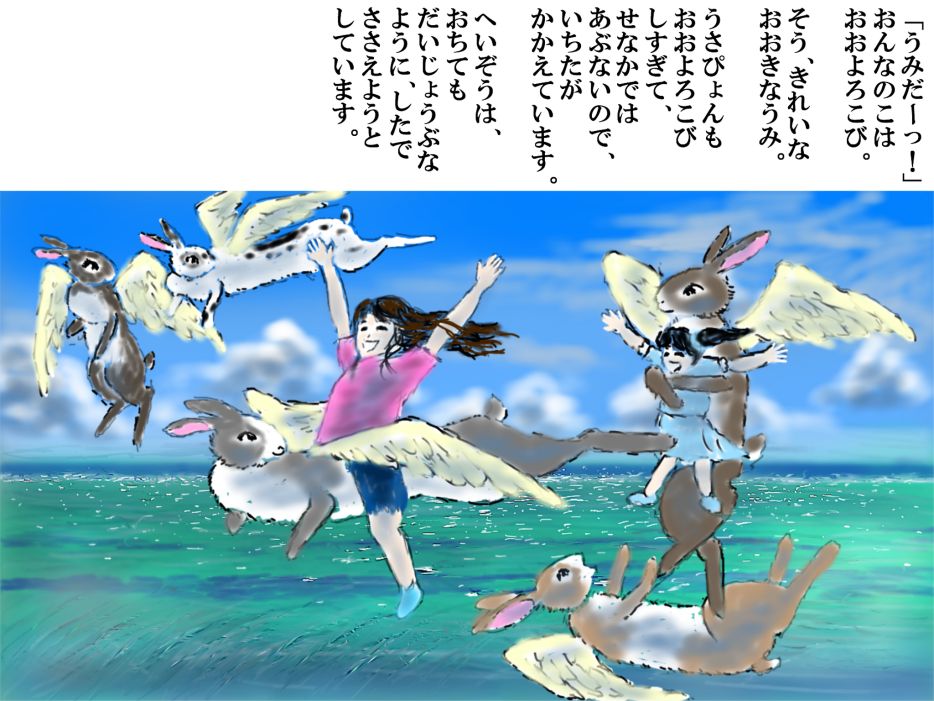 「うみだーっ！」
おんなのこは
おおよろこび。
そう、きれいな
おおきなうみ。
うさぴょんも
おおよろこび
しすぎて、
せなかでは
あぶないので、
いちたが
かかえています。
へいぞうは、
おちても
だいじょうぶな
ように、したで
ささえようと
しています。